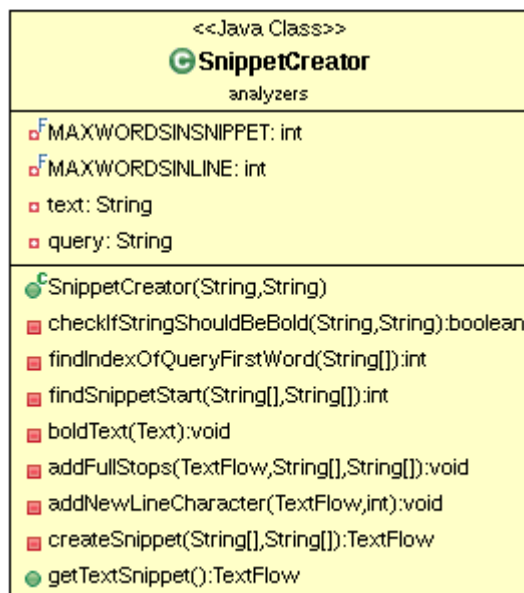 <<Java Class>>
SnippetCreator
analyzers
MAXWORDSINSNIPPET: int
MAXWORDSINLINE: int
text: String
query: String
SnippetCreator(String,String)
checkIfStringShouldBeBold(String,String):boolean
findIndexOfQueryFirstWord(String[]):int
findSnippetStart(String[],String[]):int
boldText(Text):void
addFullStops(TextFlow,String[],String[]):void
addNewLineCharacter(TextFlow,int):void
createSnippet(String[],String[]):TextFlow
getTextSnippet():TextFlow